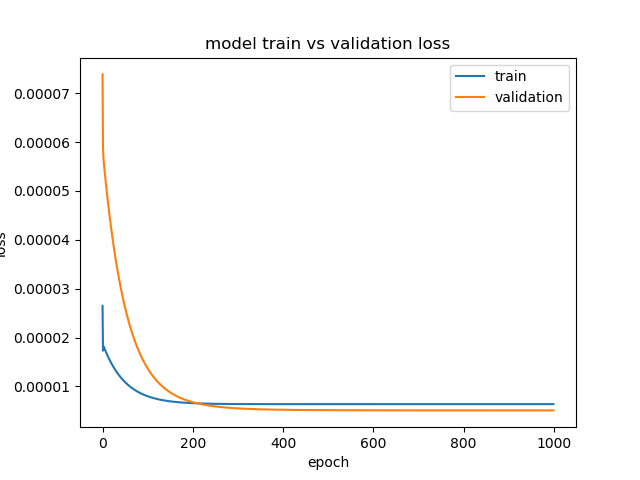 model train vs validation loss
train
validation
0.00007
0.00006
0.00005
0.00004
0.00003
0.00002
0.00001
loss
0 200 400 600 800 1000
epoch